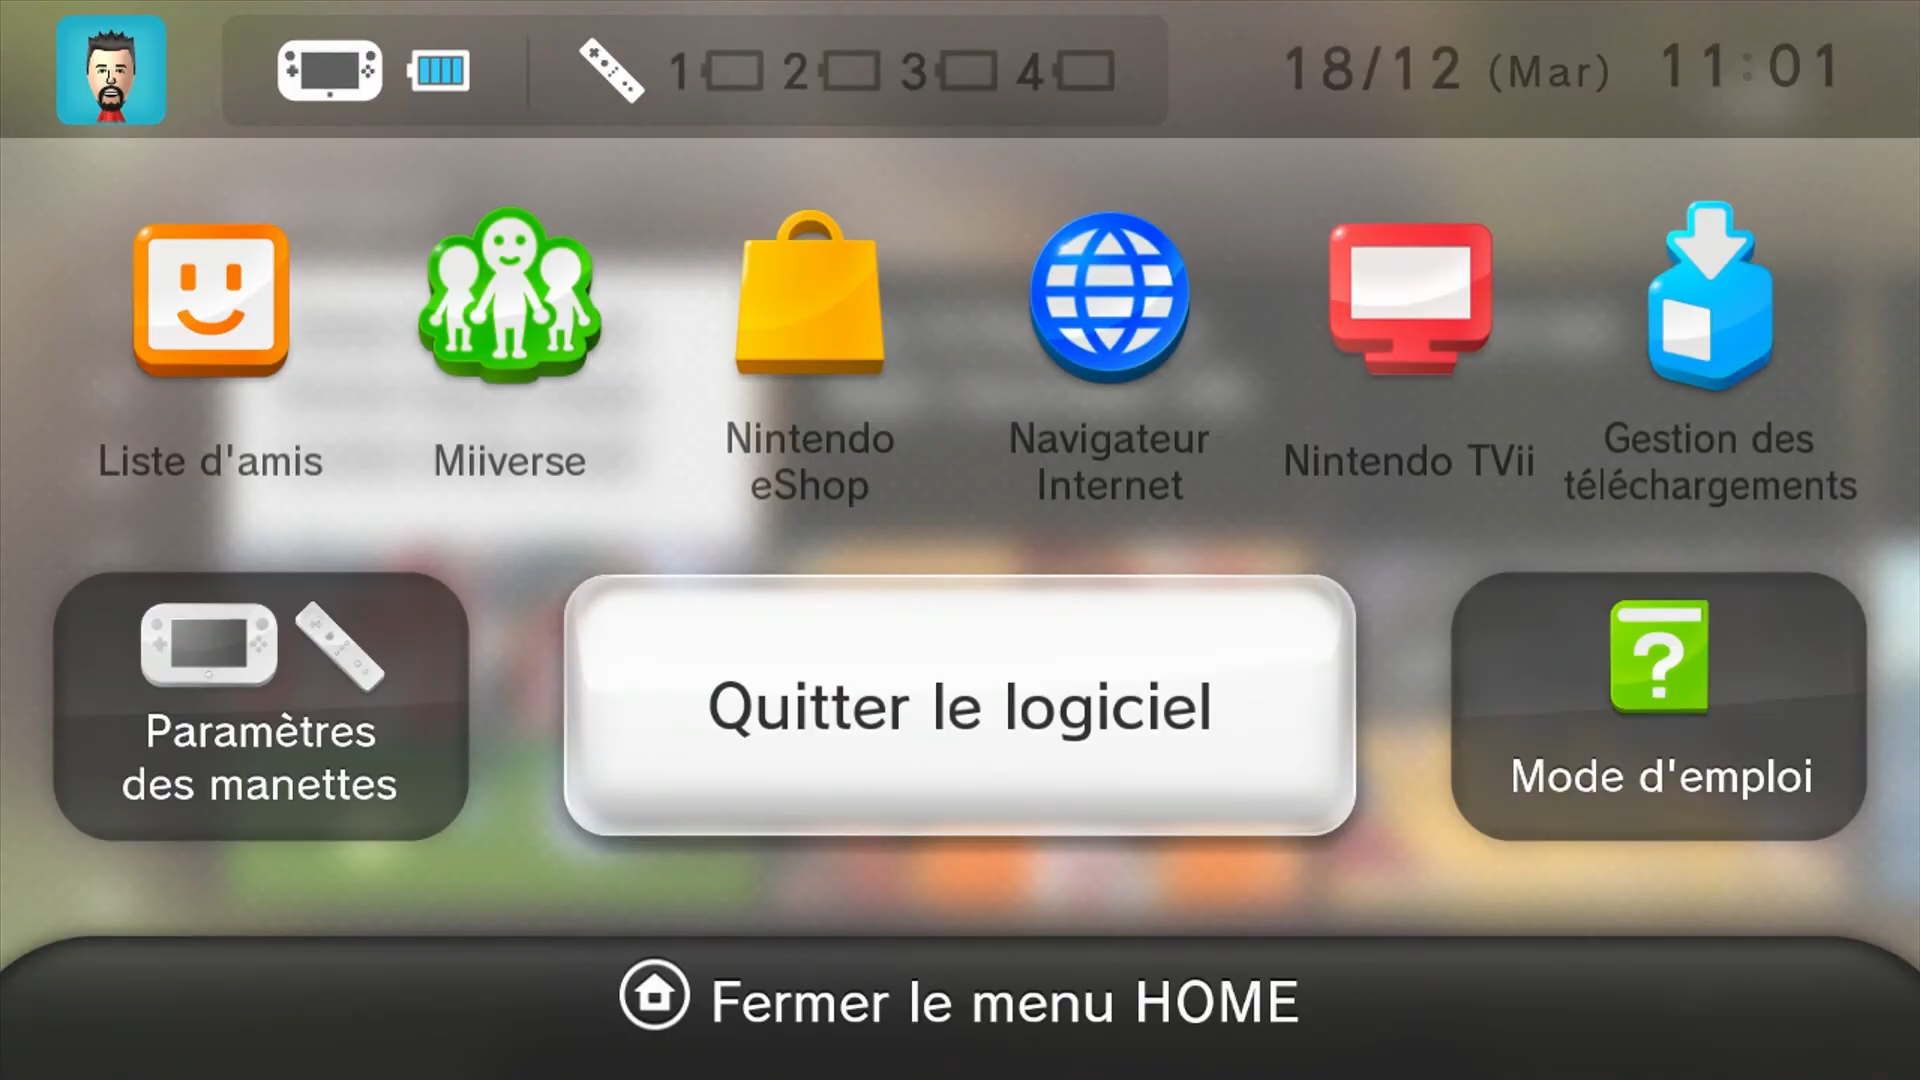 1 2 3 4 18/12 (Mar) 11:01
Liste d'amis
Miiverse
Nintendo
eShop
Navigateur
Internet
Nintendo TVii
Gestion des
téléchargements
Paramètres
des manettes
Quitter le logiciel
?
Mode d'emploi
Fermer le menu HOME